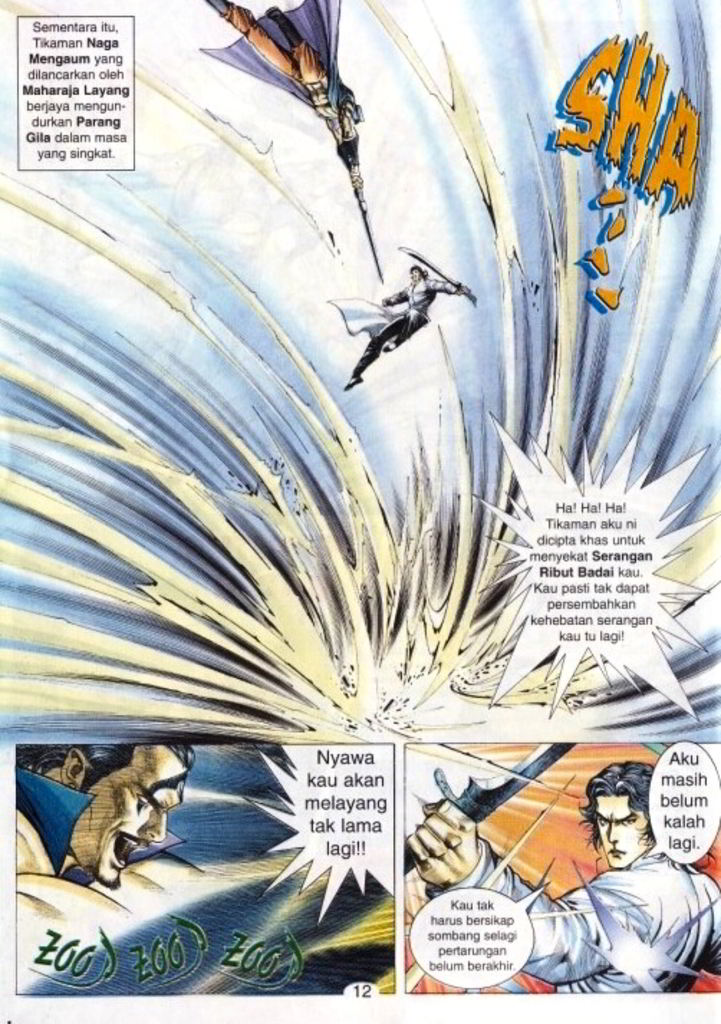 Sementara itu,
Tikaman Naga
Mengaum yang
dilancarkan oleh
Maharaja Layang
berjaya mengun-
durkan Parang
Gila dalam masa
yang singkat.
SHA
Ha! Ha! Ha!
Tikaman aku ni
dicipta khas untuk
menyekat Serangan
Ribut Badai kau.
Kau pasti tak dapat
persembahkan
kehebatan serangan
kau tu lagi!
Nyawa
kau akan
melayang
tak lama
lagi!!
ZOO) ZOO) ZOO)
Aku
masih
belum
kalah
lagi.
Kau tak
harus bersikap
sombang selagi
pertarungan
belum berakhir.
12